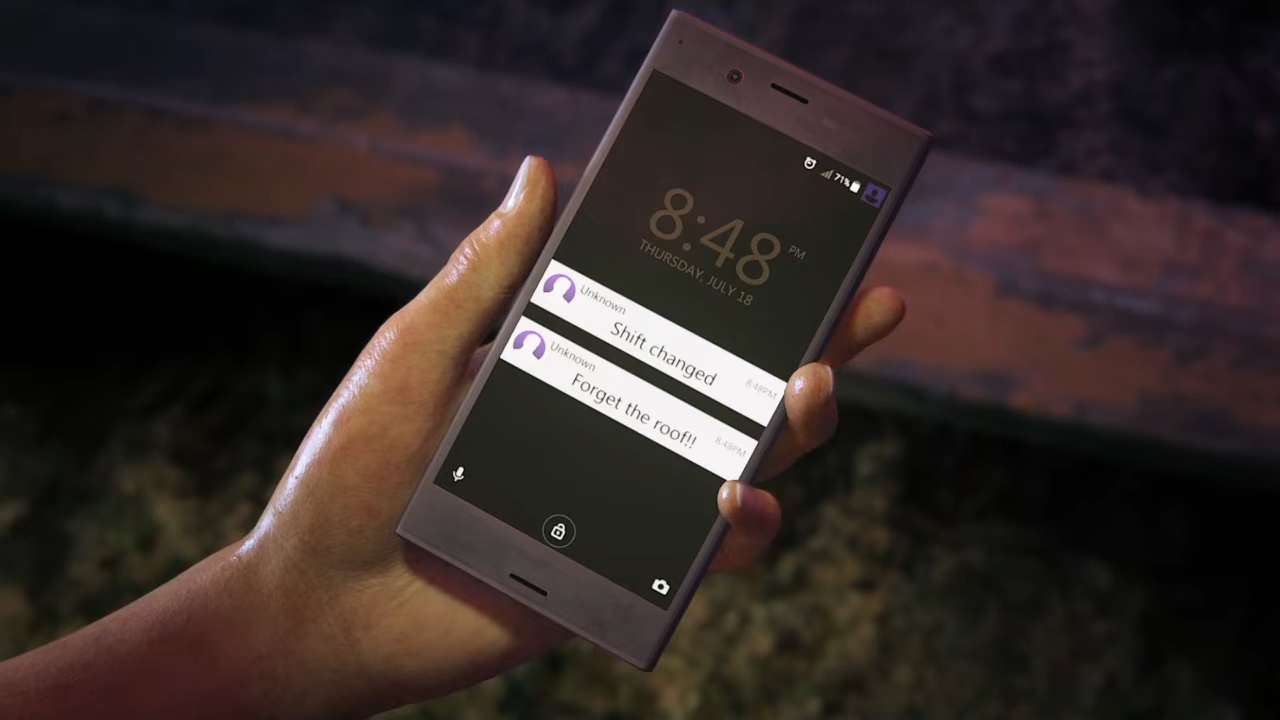 71%
8:48 PM
THURSDAY, JULY 18
Unknown
Shift changed
8:48PM
Unknown
Forget the roof!!
8:48PM